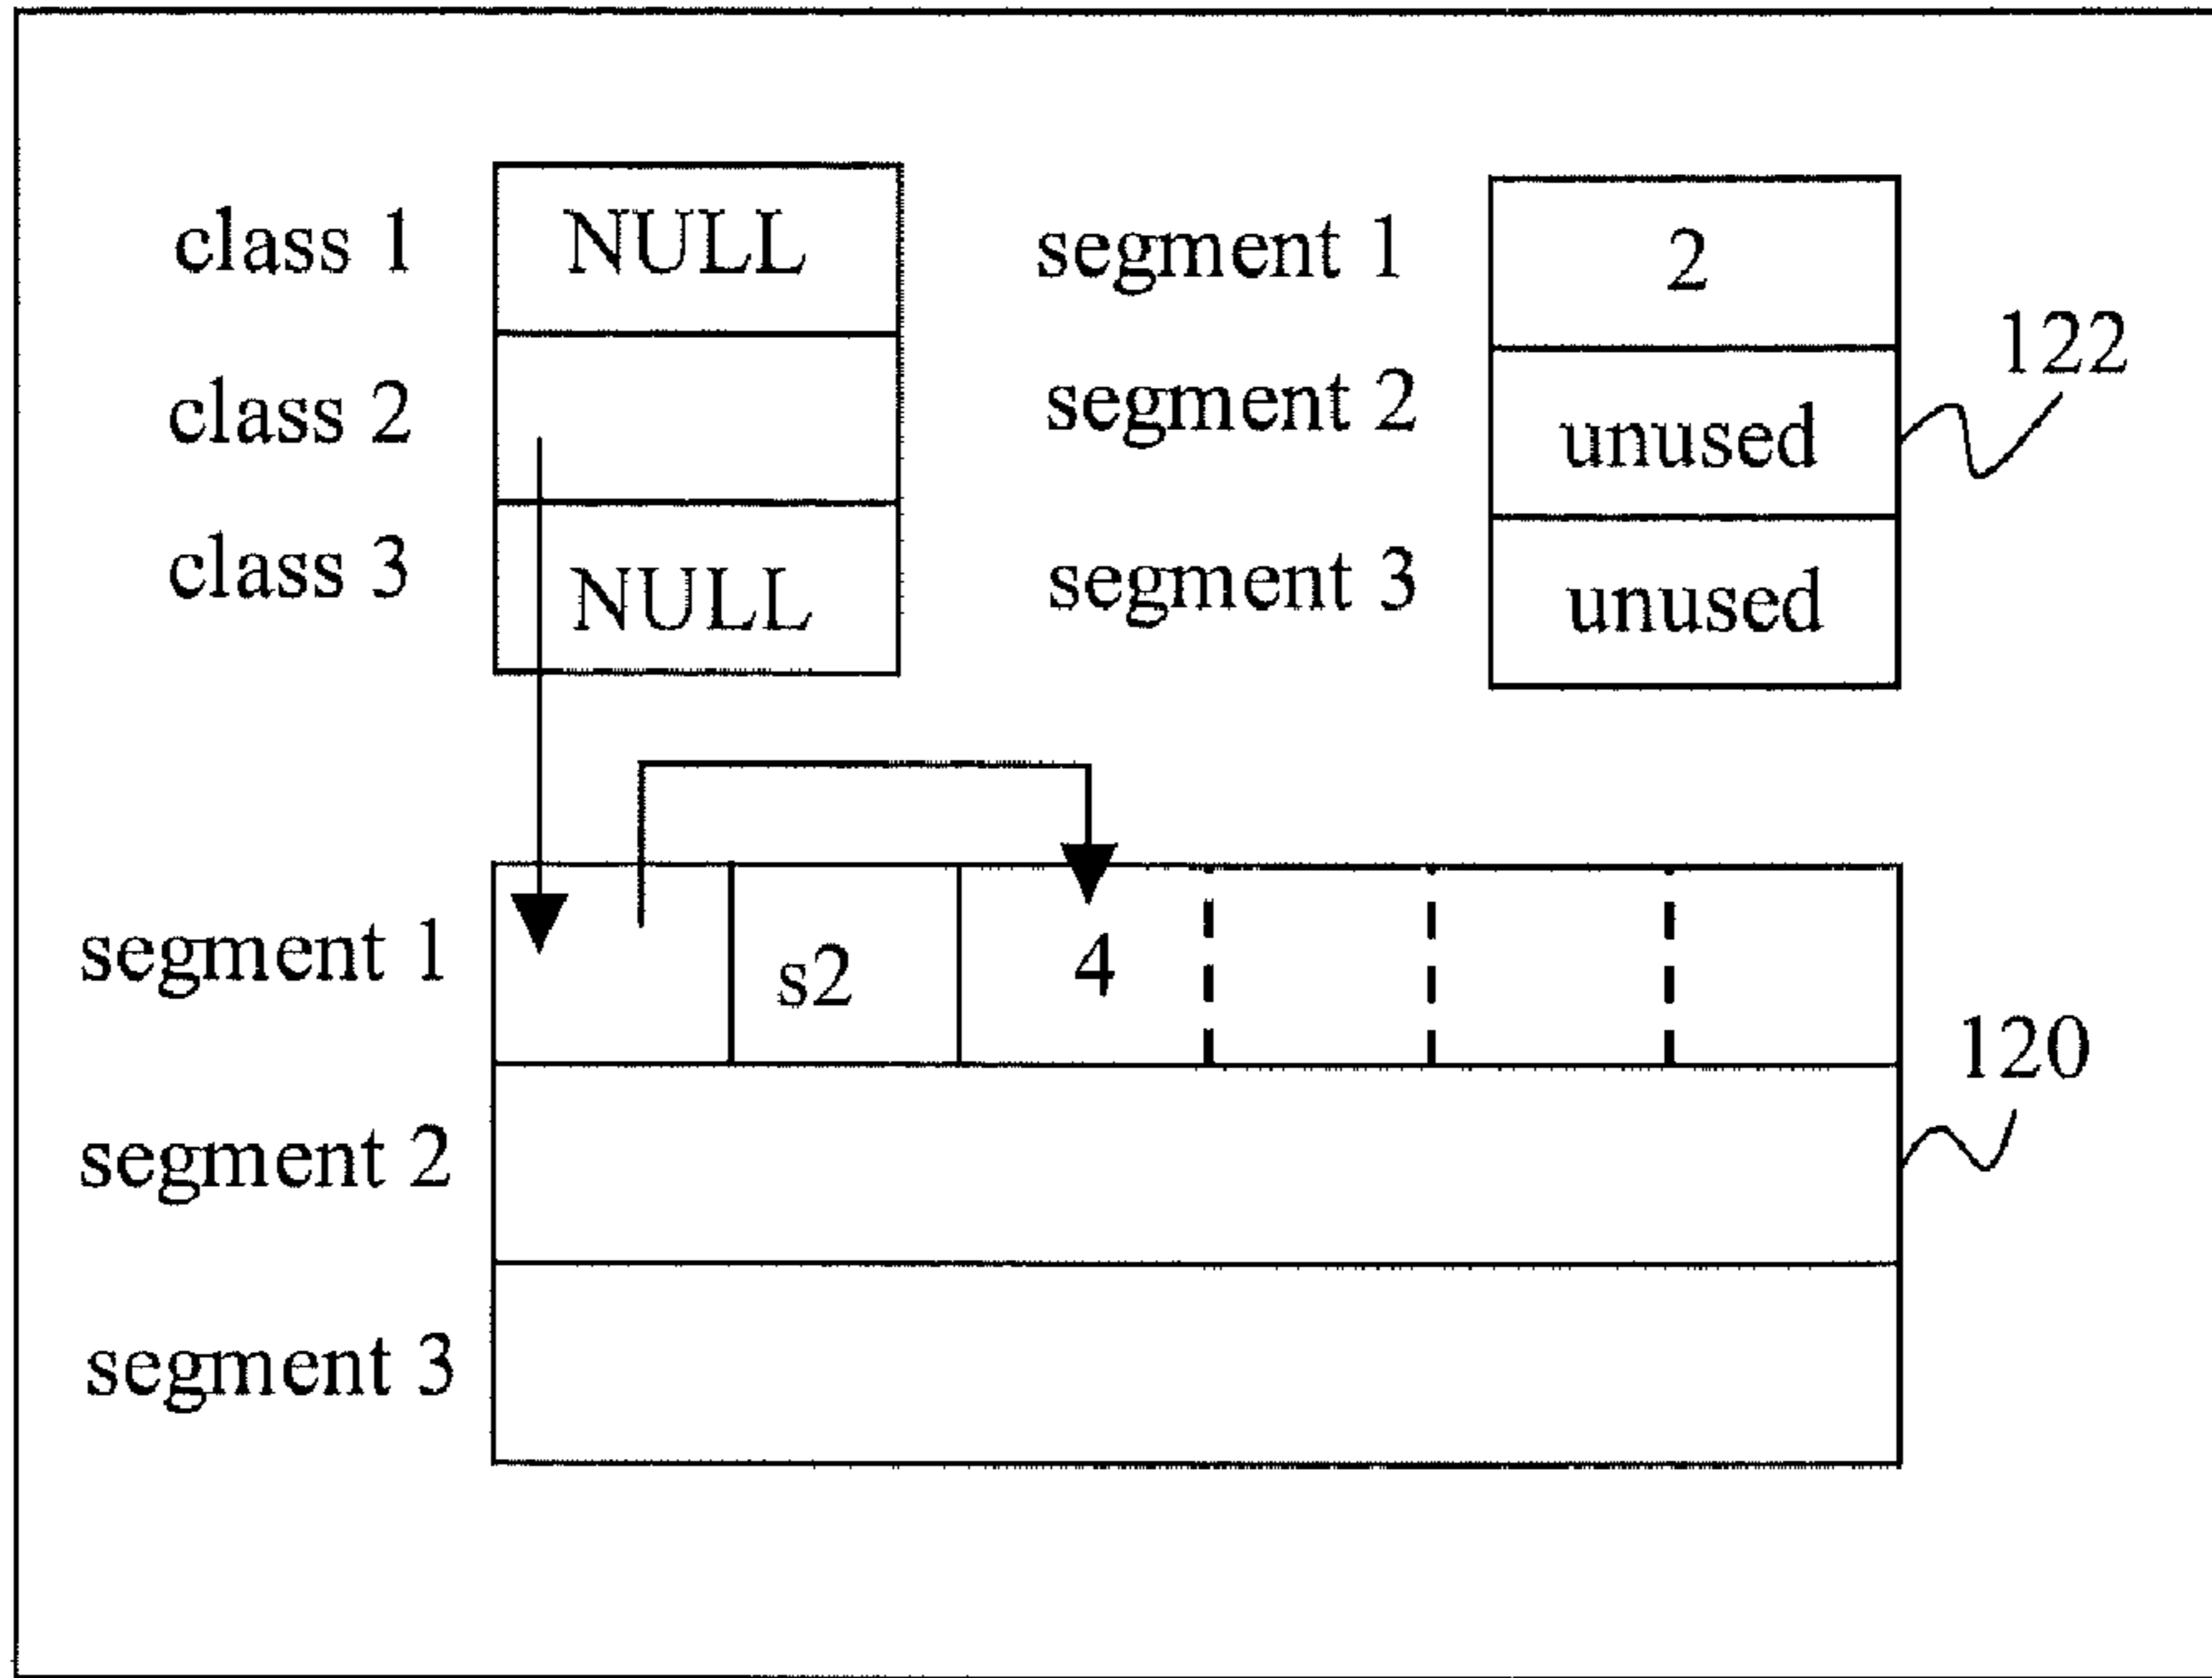 class 1 NULL
class 2
class 3 NULL
segment 1 2
segment 2 unused
segment 3 unused
122
segment 1 s2 4
segment 2
segment 3
120